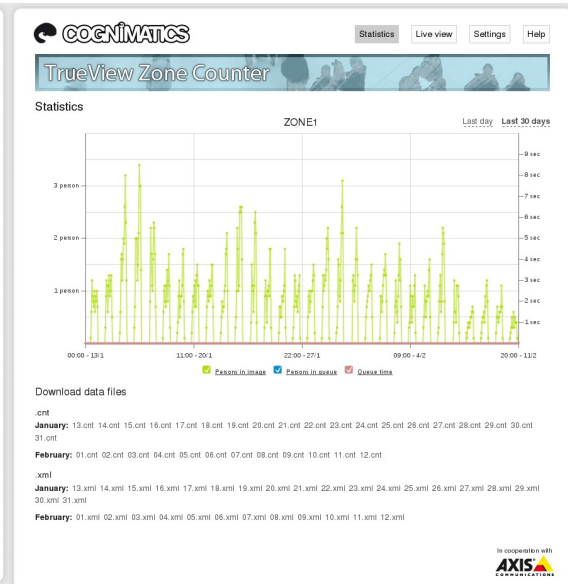 COGNIMATICS
Statistics Live view Settings Help
TrueView Zone Counter
Statistics
ZONE1
Last day Last 30 days
9 sec
8 sec
3 person
7 sec
6 sec
2 person
5 sec
4 sec
1 person
3 sec
2 sec
1 sec
00:00 - 13/1 11:00 - 20/1 22:00 - 27/1 09:00 - 4/2 20:00 - 11/2
Persons in image Persons in queue Queue time
Download data files
.cnt
January: 13.cnt 14.cnt 15.cnt 16.cnt 17.cnt 18.cnt 19.cnt 20.cnt 21.cnt 22.cnt 23.cnt 24.cnt 25.cnt 26.cnt 27.cnt 28.cnt 29.cnt 30.cnt
31.cnt
February: 01.cnt 02.cnt 03.cnt 04.cnt 05.cnt 06.cnt 07.cnt 08.cnt 09.cnt 10.cnt 11.cnt 12.cnt
.xml
January: 13.xml 14.xml 15.xml 16.xml 17.xml 18.xml 19.xml 20.xml 21.xml 22.xml 23.xml 24.xml 25.xml 26.xml 27.xml 28.xml 29.xml
30.xml 31.xml
February: 01.xml 02.xml 03.xml 04.xml 05.xml 06.xml 07.xml 08.xml 09.xml 10.xml 11.xml 12.xml
In cooperation with
AXIS
COMMUNICATIONS